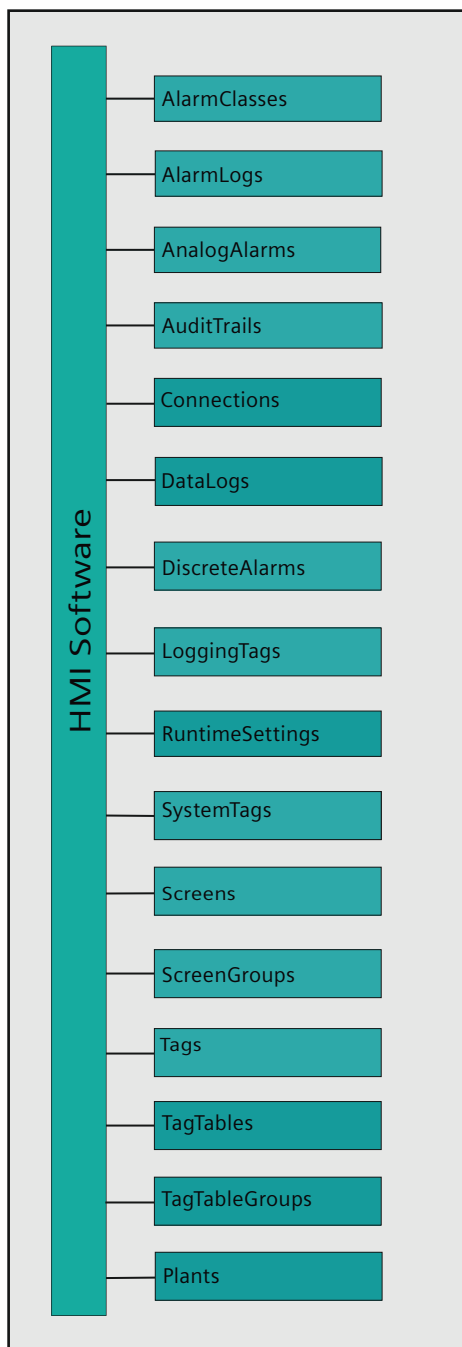 HMI Software
AlarmClasses
AlarmLogs
AnalogAlarms
AuditTrails
Connections
DataLogs
DiscreteAlarms
LoggingTags
RuntimeSettings
SystemTags
Screens
ScreenGroups
Tags
TagTables
TagTableGroups
Plants